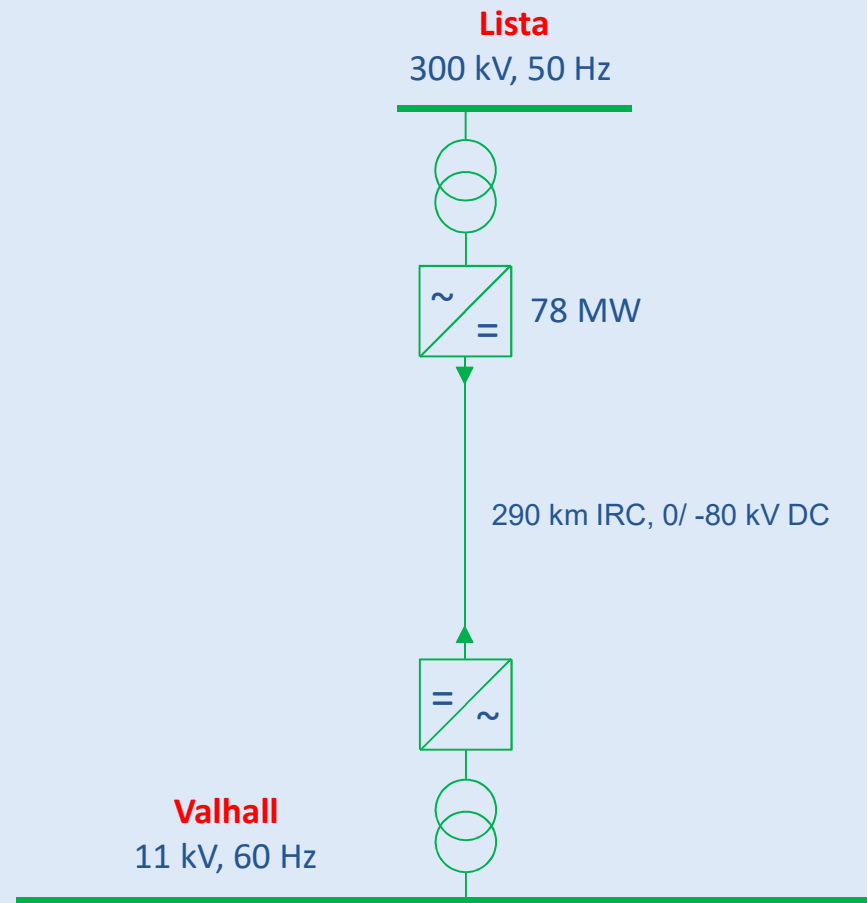 Lista
300 kV, 50 Hz
~
=
78 MW
290 km IRC, 0/ -80 kV DC
=
~
Valhall
11 kV, 60 Hz